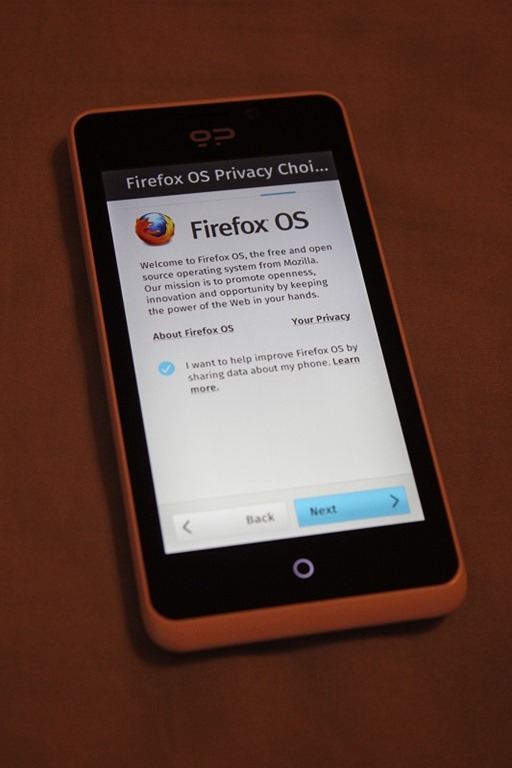 Firefox OS Privacy Choi...
Firefox OS
Welcome to Firefox OS, the free and open
source operating system from Mozilla.
Our mission is to promote openness,
innovation and opportunity by keeping
the power of the Web in your hands.
About Firefox OS Your Privacy
I want to help improve Firefox OS by
sharing data about my phone. Learn
more.
Back Next